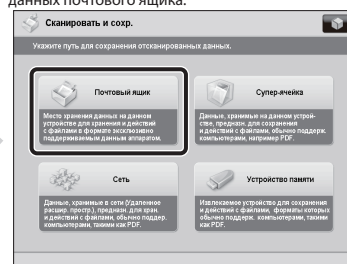 данных почтового ящика.
Сканировать и сохр.
Укажите путь для сохранения отсканированных данных.
Почтовый ящик
Место хранения данных на данном
устройстве для хранения и действий
с файлами в формате эксклюзивно
поддерживаемым данным аппаратом.
Супер-ячейка
Данные, хранимые на данном устрой-
стве, предназн. для сохранения
и действий с файлами, обычно поддерж.
компьютерами, например PDF.
Сеть
Данные, хранимые в сети (Удаленное
расшир. простр.), предназн. для хран.
и действий с файлами, обычно поддер.
компьютерами, такими как PDF.
Устройство памяти
Извлекаемое устройство для сохранения
и действий с файлами, форматы которых
обычно поддерж. компьютерами, такими
как PDF.